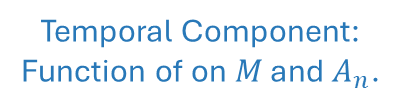 Temporal Component:
Function of on M and Aₙ.